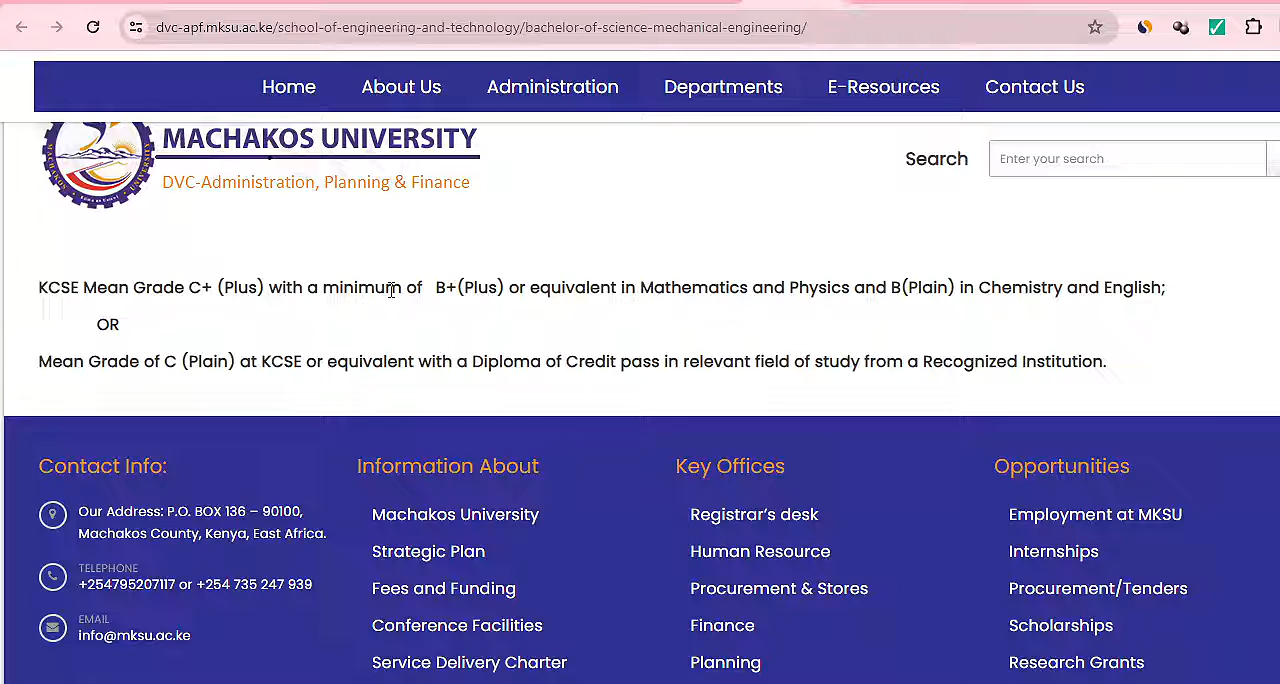 dvc-apf.mksu.ac.ke/school-of-engineering-and-technology/bachelor-of-science-mechanical-engineering/
Home About Us Administration Departments E-Resources Contact Us
MACHAKOS UNIVERSITY
DVC-Administration, Planning & Finance
Search Enter your search
KCSE Mean Grade C+ (Plus) with a minimum of B+(Plus) or equivalent in Mathematics and Physics and B(Plain) in Chemistry and English;
OR
Mean Grade of C (Plain) at KCSE or equivalent with a Diploma of Credit pass in relevant field of study from a Recognized Institution.
Contact Info: Information About Key Offices Opportunities
Our Address: P.O. BOX 136 – 90100,
Machakos County, Kenya, East Africa.
TELEPHONE
+254795207117 or +254 735 247 939
EMAIL
info@mksu.ac.ke
Machakos University
Strategic Plan
Fees and Funding
Conference Facilities
Service Delivery Charter
Registrar’s desk
Human Resource
Procurement & Stores
Finance
Planning
Employment at MKSU
Internships
Procurement/Tenders
Scholarships
Research Grants